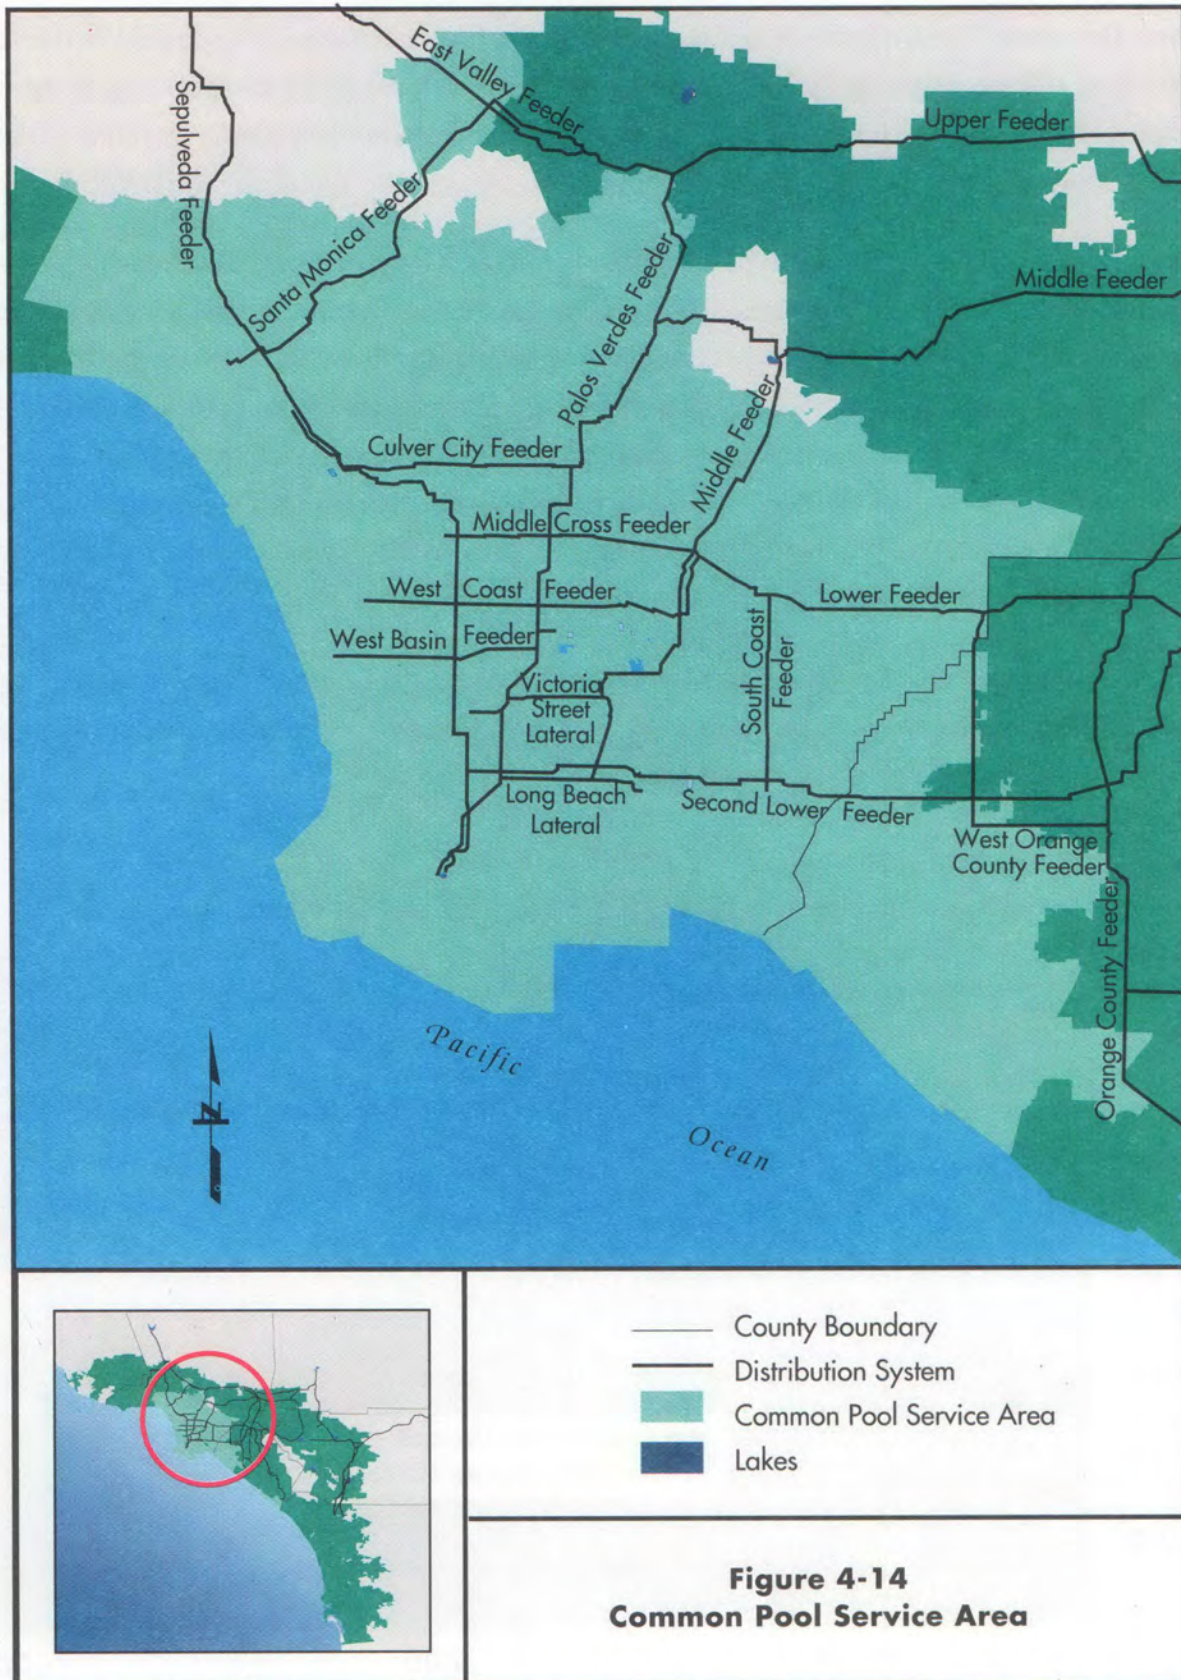 East Valley Feeder
Upper Feeder
Sepulveda Feeder
Santa Monica Feeder
Palos Verdes Feeder
Middle Feeder
Culver City Feeder
Middle Feeder
Middle Cross Feeder
West Coast Feeder
Lower Feeder
West Basin Feeder
South Coast
Feeder
Victoria
Street
Lateral
Long Beach
Lateral
Second Lower Feeder
West Orange
County Feeder
Orange County Feeder
Pacific
Ocean
N
County Boundary
Distribution System
Common Pool Service Area
Lakes
Figure 4-14
Common Pool Service Area